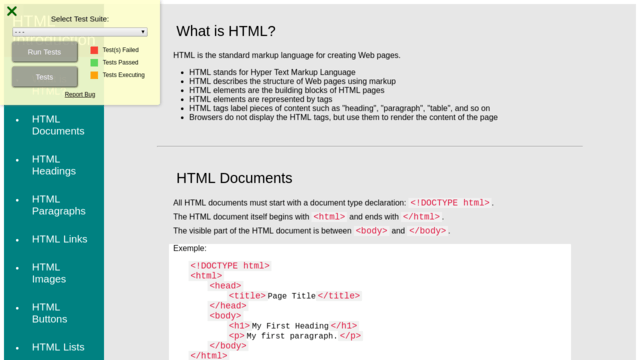 HTML
Introduction
Select Test Suite:
- - -
Run Tests
Tests
Test(s) Failed
Tests Passed
Tests Executing
Report Bug
HTML
Documents
HTML
Headings
HTML
Paragraphs
HTML Links
HTML
Images
HTML
Buttons
HTML Lists
What is HTML?
HTML is the standard markup language for creating Web pages.
HTML stands for Hyper Text Markup Language
HTML describes the structure of Web pages using markup
HTML elements are the building blocks of HTML pages
HTML elements are represented by tags
HTML tags label pieces of content such as "heading", "paragraph", "table", and so on
Browsers do not display the HTML tags, but use them to render the content of the page
HTML Documents
All HTML documents must start with a document type declaration: <!DOCTYPE html>.
The HTML document itself begins with <html> and ends with </html>.
The visible part of the HTML document is between <body> and </body>.
Exemple:
<!DOCTYPE html>
<html>
<head>
<title>Page Title</title>
</head>
<body>
<h1>My First Heading</h1>
<p>My first paragraph.</p>
</body>
</html>